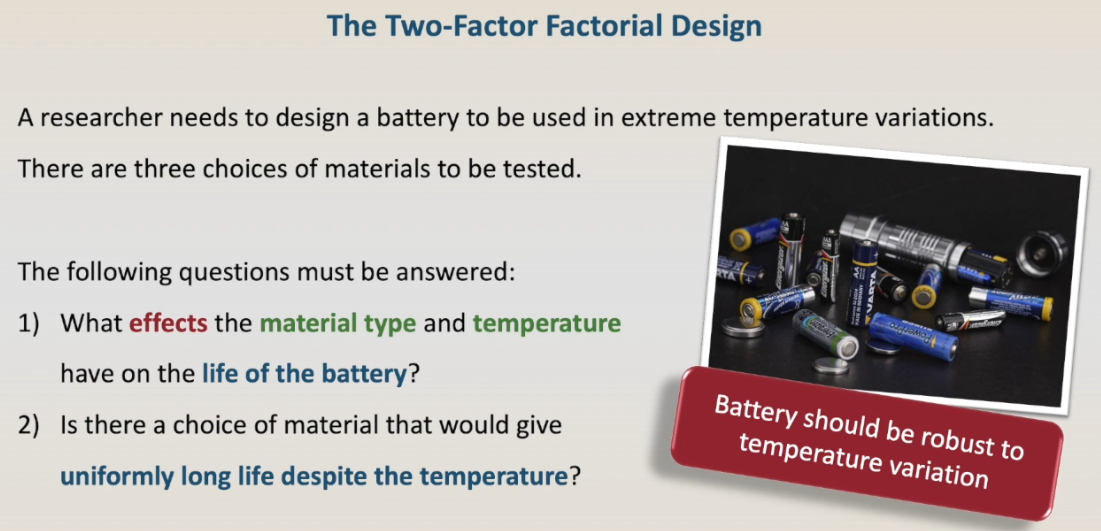 The Two-Factor Factorial Design
A researcher needs to design a battery to be used in extreme temperature variations.
There are three choices of materials to be tested.
The following questions must be answered:
1) What effects the material type and temperature
have on the life of the battery?
2) Is there a choice of material that would give
uniformly long life despite the temperature?
VARTA
AA
Battery should be robust to
temperature variation